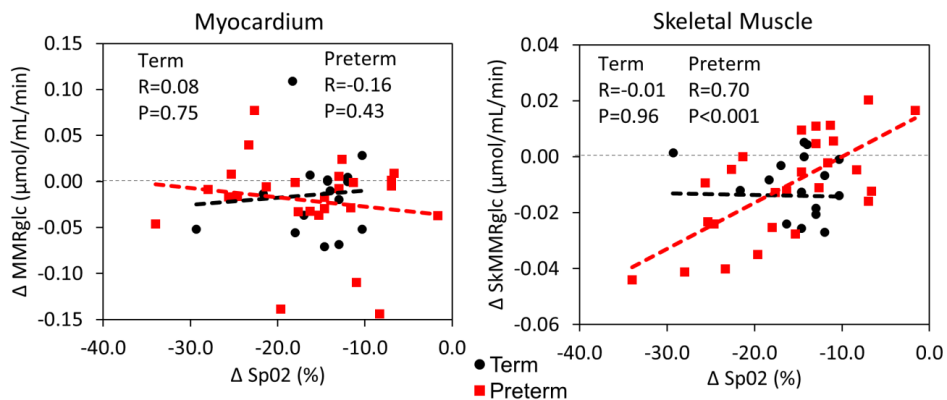 Myocardium
Skeletal Muscle
Δ MMRglc (µmol/mL/min)
0.15
0.10
0.05
0.00
-0.05
-0.10
-0.15
Term
R=0.08
P=0.75
Preterm
R=-0.16
P=0.43
-40.0 -30.0 -20.0 -10.0 0.0
Δ Sp02 (%)
Δ SkMMRglc (µmol/mL/min)
0.04
0.02
0.00
-0.02
-0.04
-0.06
Term
R=-0.01
P=0.96
Preterm
R=0.70
P<0.001
-40.0 -30.0 -20.0 -10.0 0.0
Δ Sp02 (%)
Term
Preterm